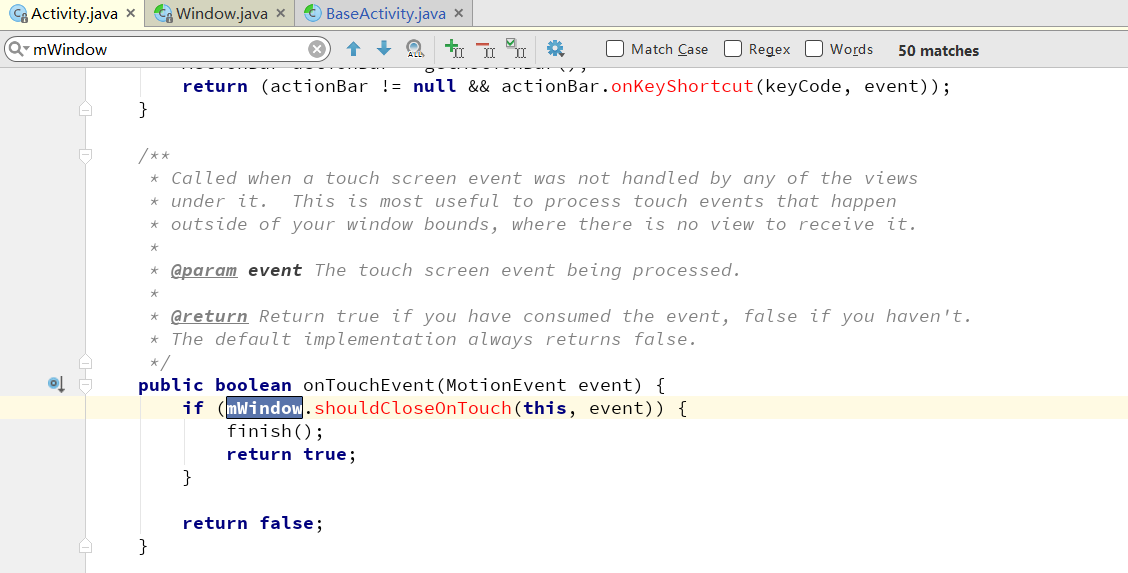 Activity.java × Window.java × BaseActivity.java ×
mWindow ALL Match Case Regex Words 50 matches
return (actionBar != null && actionBar.onKeyShortcut(keyCode, event));
}
/**
* Called when a touch screen event was not handled by any of the views
* under it.  This is most useful to process touch events that happen
* outside of your window bounds, where there is no view to receive it.
*
* @param event The touch screen event being processed.
*
* @return Return true if you have consumed the event, false if you haven't.
* The default implementation always returns false.
*/
public boolean onTouchEvent(MotionEvent event) {
if (mWindow.shouldCloseOnTouch(this, event)) {
finish();
return true;
}
return false;
}